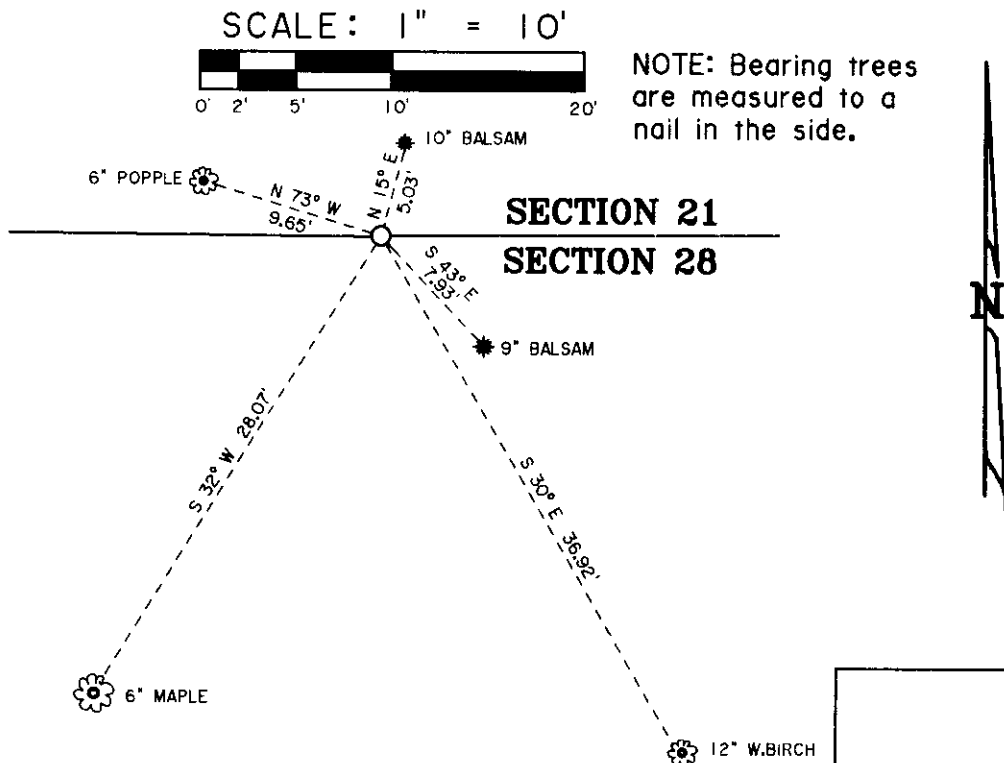 SCALE: 1" = 10'
0' 2' 5' 10' 20'
NOTE: Bearing trees
are measured to a
nail in the side.
10" BALSAM
6" POPPLE
N 15° E
5.03'
N 73° W
9.65'
SECTION 21
SECTION 28
S 43° E
7.93'
N
9" BALSAM
S 32° W 28.07'
S 30° E 36.92'
6" MAPLE
12" W.BIRCH